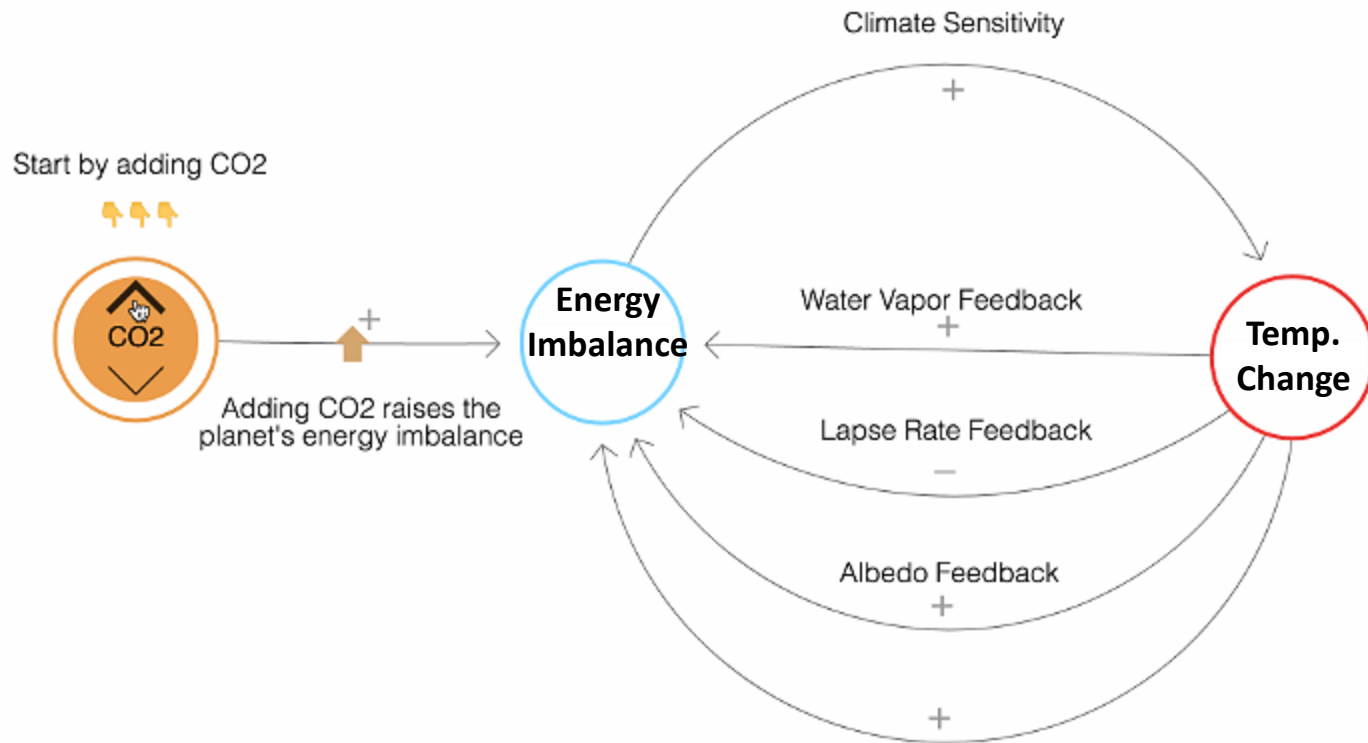 Climate Sensitivity
+
Start by adding CO2
👇👇👇
CO2
+
Adding CO2 raises the
planet's energy imbalance
Energy
Imbalance
Water Vapor Feedback
+
Temp.
Change
Lapse Rate Feedback
−
Albedo Feedback
+
+